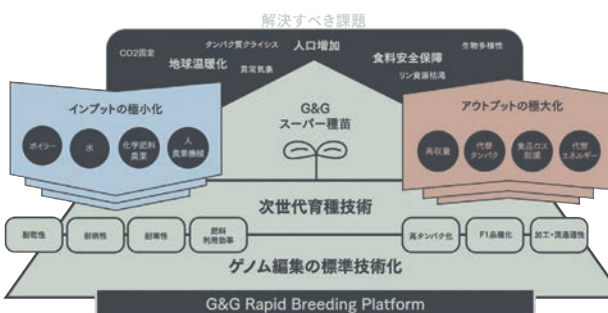 解決すべき課題
CO2固定
タンパク質クライシス
人口増加
生物多様性
地球温暖化
異常気象
食料安全保障
リン資源枯渇
インプットの極小化
ボイラー
水
化学肥料
農薬
人
農業機械
G&G
スーパー種苗
アウトプットの極大化
高収量
代替
タンパク
食品ロス
削減
代替
エネルギー
次世代育種技術
耐乾性
耐病性
耐寒性
肥料
利用効率
高タンパク化
F1品種化
加工・流通適性
ゲノム編集の標準技術化
G&G Rapid Breeding Platform